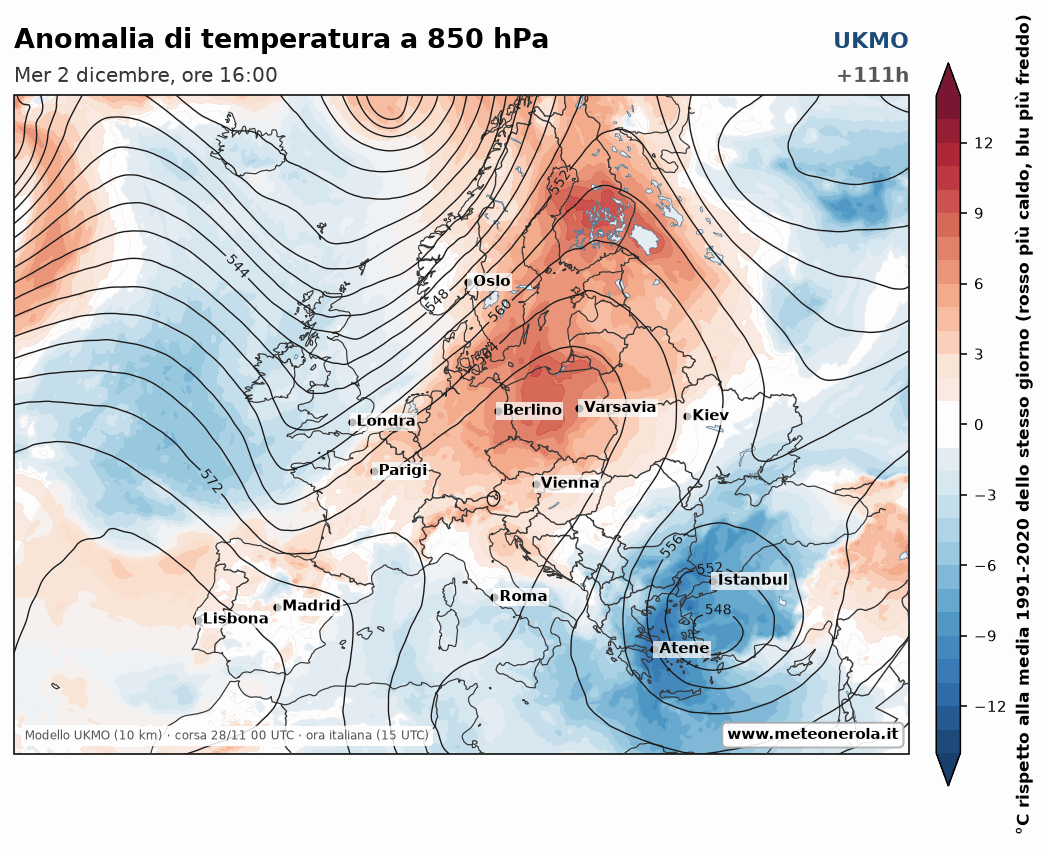 Anomalia di temperatura a 850 hPa
UKMO
Mer 2 dicembre, ore 16:00
+111h
552
544
548
560
564
Oslo
Berlino
Varsavia
Kiev
Londra
Parigi
Vienna
572
556
552
Istanbul
548
Roma
Madrid
Lisbona
Atene
Modello UKMO (10 km) · corsa 28/11 00 UTC · ora italiana (15 UTC)
www.meteonerola.it
12
9
6
3
0
−3
−6
−9
−12
°C rispetto alla media 1991-2020 dello stesso giorno (rosso più caldo, blu più freddo)